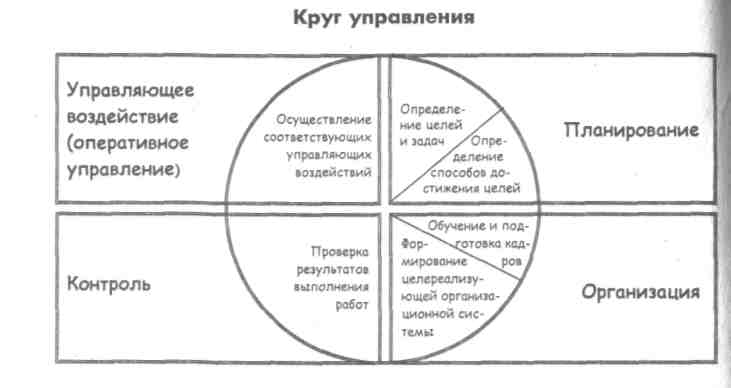 Круг управления
Управляющее
воздействие
(оперативное
управление)
Осуществление
соответствующих
управляющих
воздействий
Определе-
ние целей
и задач
Опре-
деление
способов до-
стижения целей
Планирование
Контроль
Проверка
результатов
выполнения
работ
Обучение и под-
готовка кад-
ров
Фор-
мирование
целереализу-
ющей организа-
ционной сис-
темы
Организация